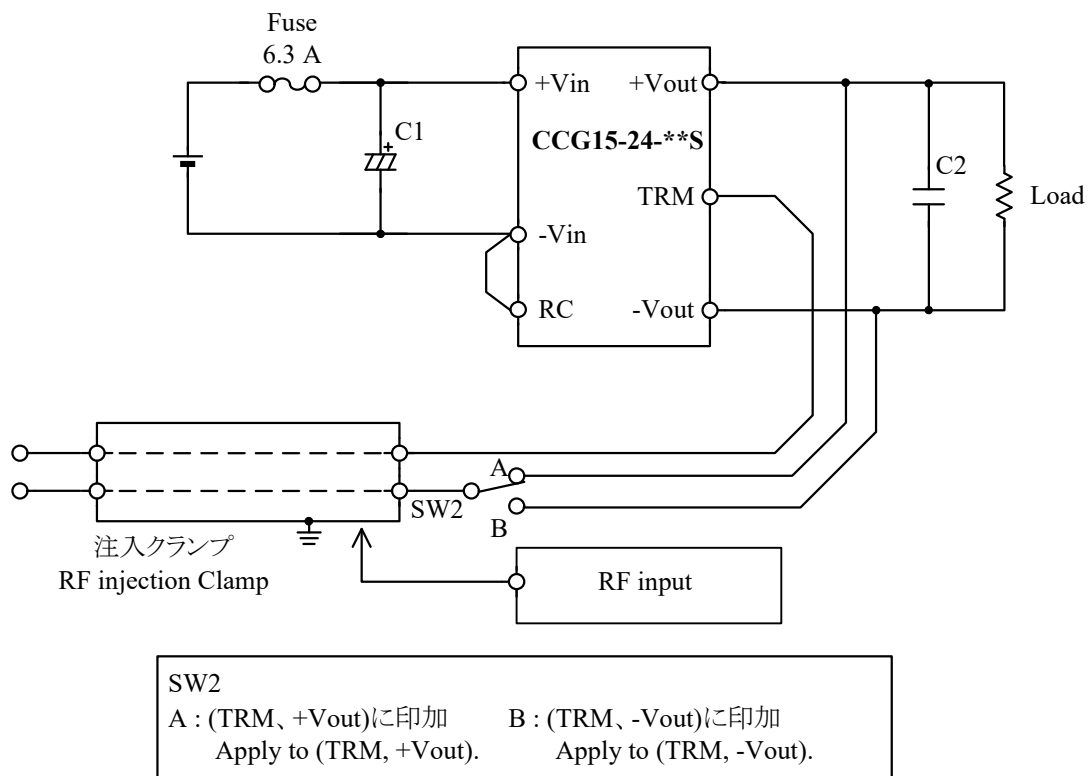 Fuse
6.3 A
C1
+
+Vin
+Vout
CCG15-24-**S
TRM
-Vin
RC
-Vout
C2
Load
A
SW2
B
注入クランプ
RF injection Clamp
RF input
SW2
A : (TRM、+Vout)に印加 B : (TRM、-Vout)に印加
Apply to (TRM, +Vout). Apply to (TRM, -Vout).